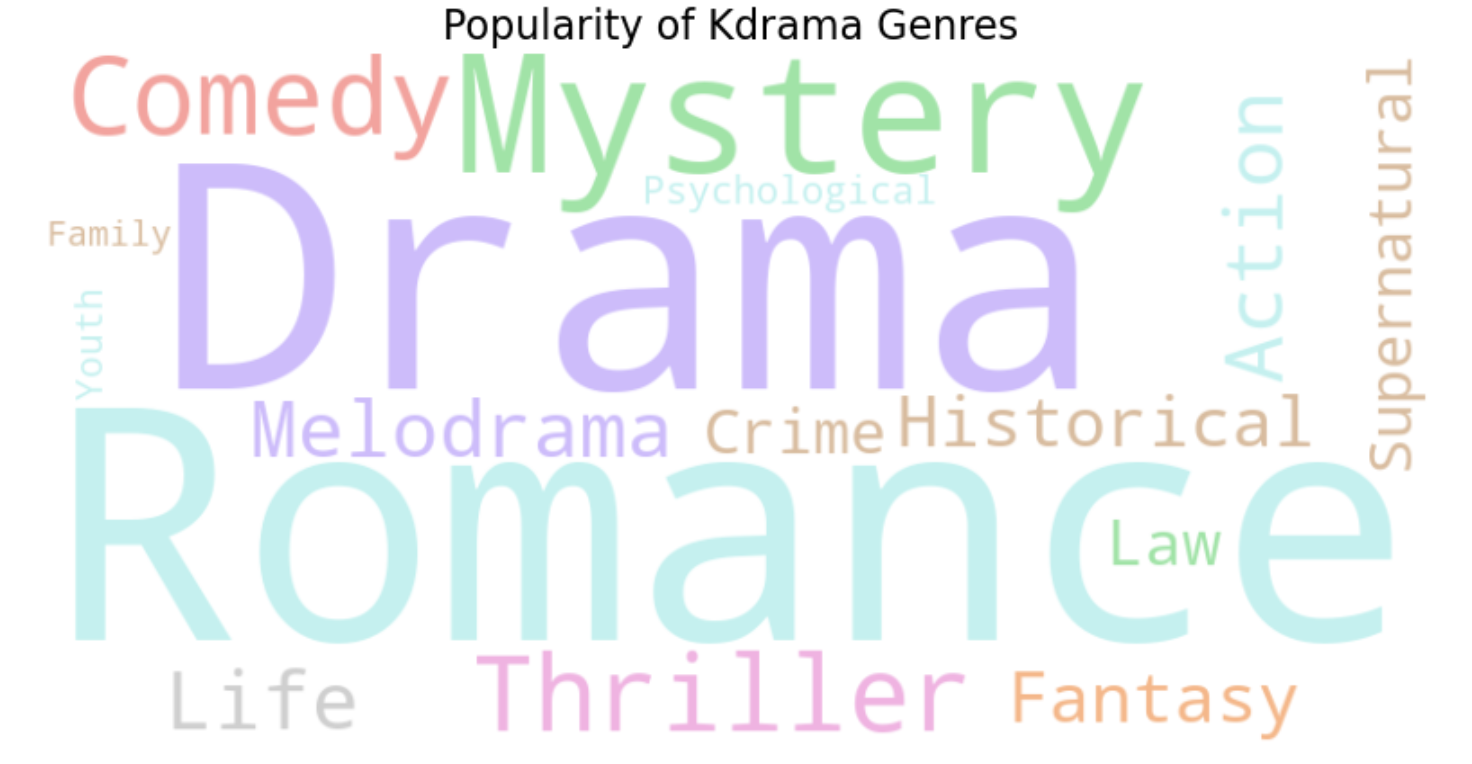 Popularity of Kdrama Genres
Comedy
Mystery
Action
Supernatural
Psychological
Drama
Family
Youth
Melodrama
Crime
Historical
Romance
Law
Life
Thriller
Fantasy